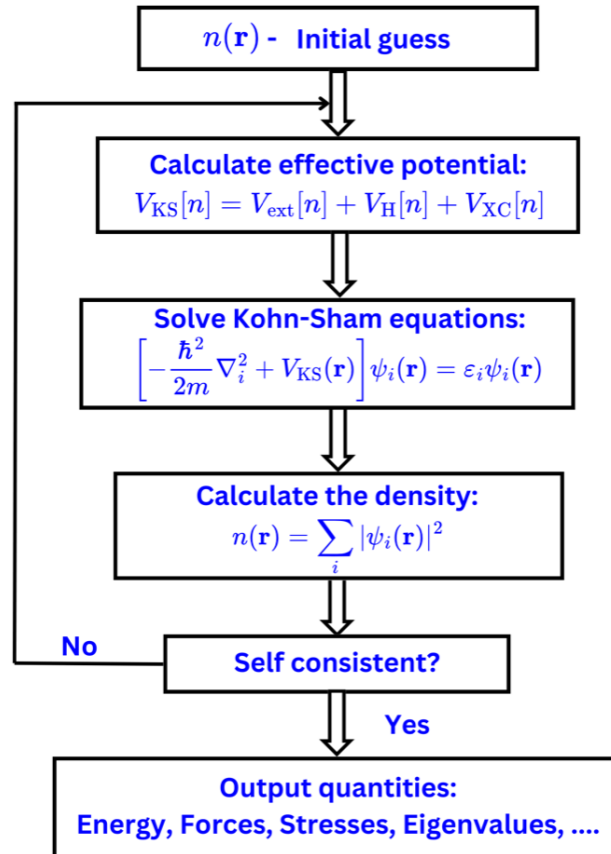 n(𝐫) - Initial guess
Calculate effective potential:
V_KS[n] = V_ext[n] + V_H[n] + V_XC[n]
Solve Kohn-Sham equations:
[-ℏ²/2m ∇_i² + V_KS(𝐫)] ψ_i(𝐫) = ε_i ψ_i(𝐫)
Calculate the density:
n(𝐫) = ∑_i |ψ_i(𝐫)|²
No
Self consistent?
Yes
Output quantities:
Energy, Forces, Stresses, Eigenvalues, ....